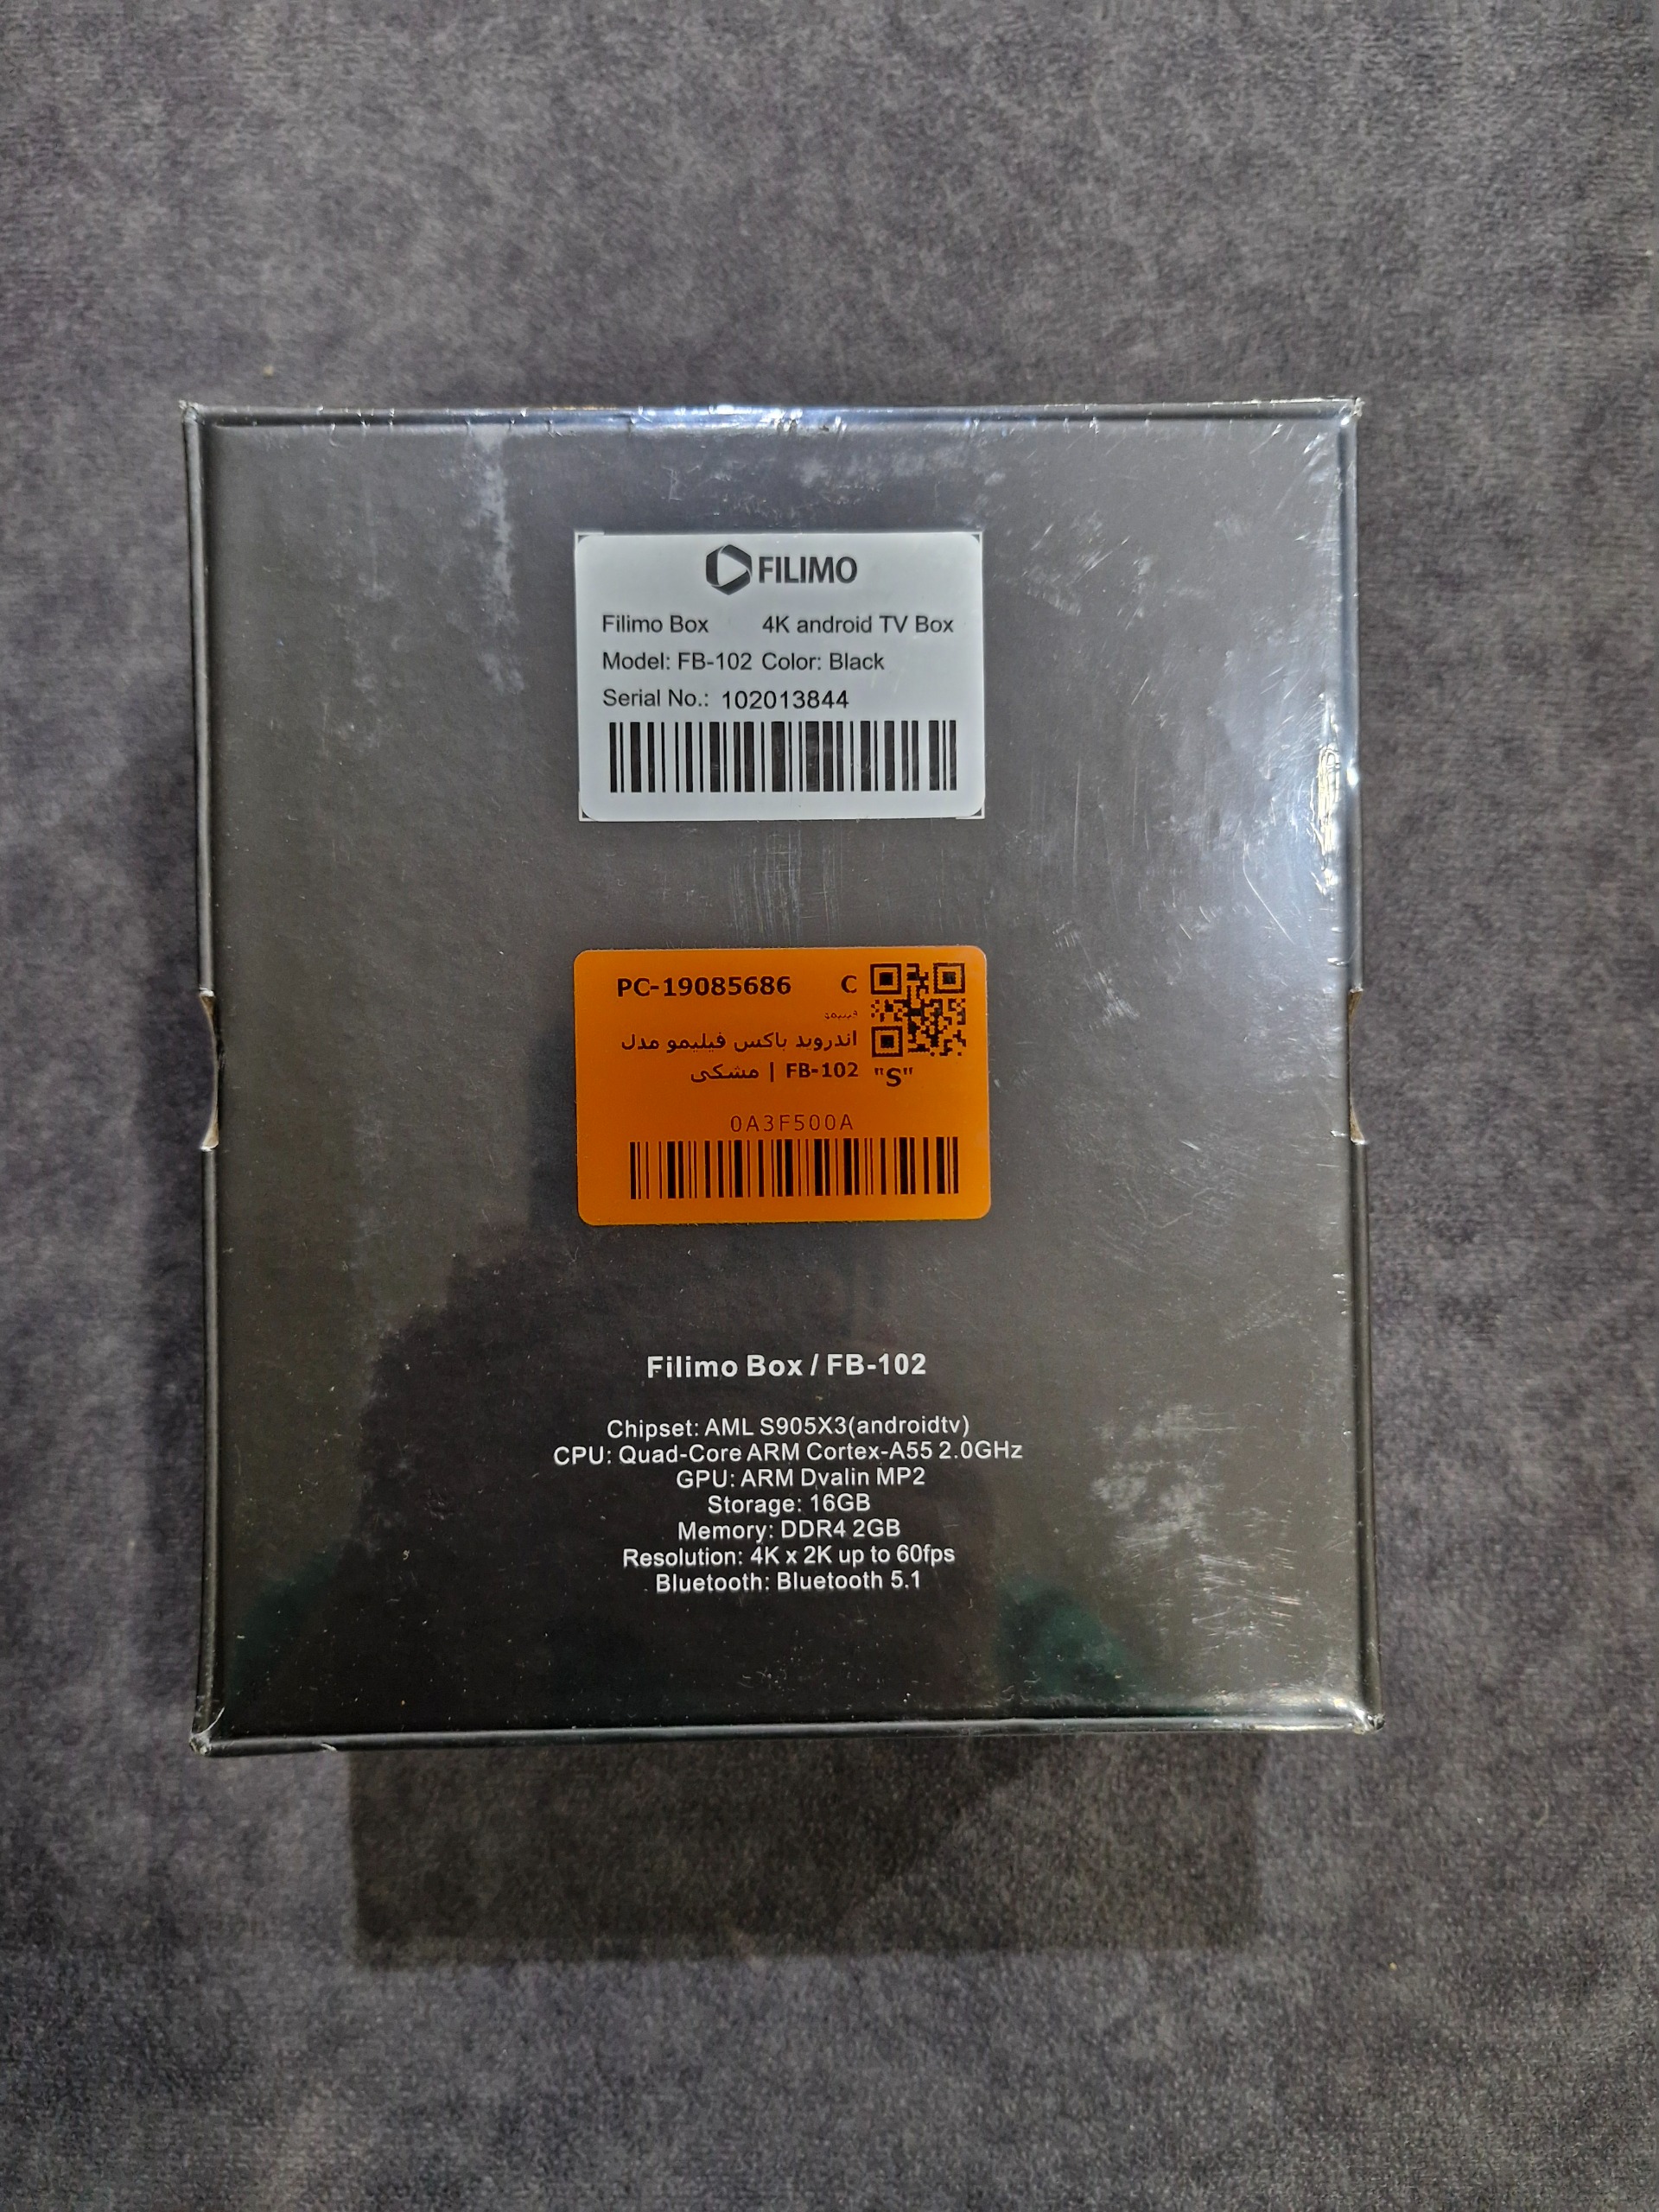 FILIMO
Filimo Box 4K android TV Box
Model: FB-102 Color: Black
Serial No.: 102013844
PC-19085686 C
اندروید باکس فیلیمو مدل
FB-102 | مشکی "S"
0A3F500A
Filimo Box / FB-102
Chipset: AML S905X3(androidtv)
CPU: Quad-Core ARM Cortex-A55 2.0GHz
GPU: ARM Dvalin MP2
Storage: 16GB
Memory: DDR4 2GB
Resolution: 4K x 2K up to 60fps
Bluetooth: Bluetooth 5.1